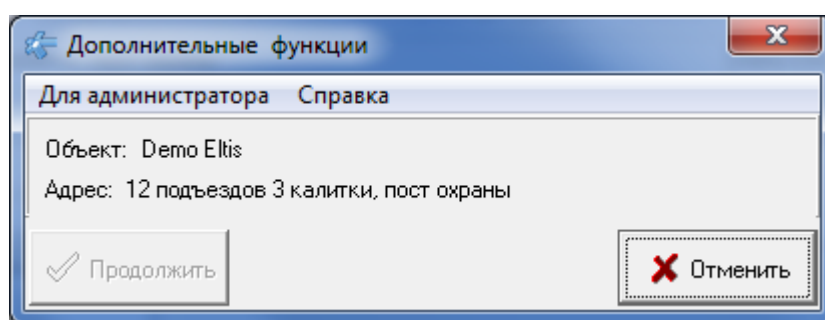 Дополнительные функции
Для администратора Справка
Объект: Demo Eltis
Адрес: 12 подъездов 3 калитки, пост охраны
Продолжить Отменить